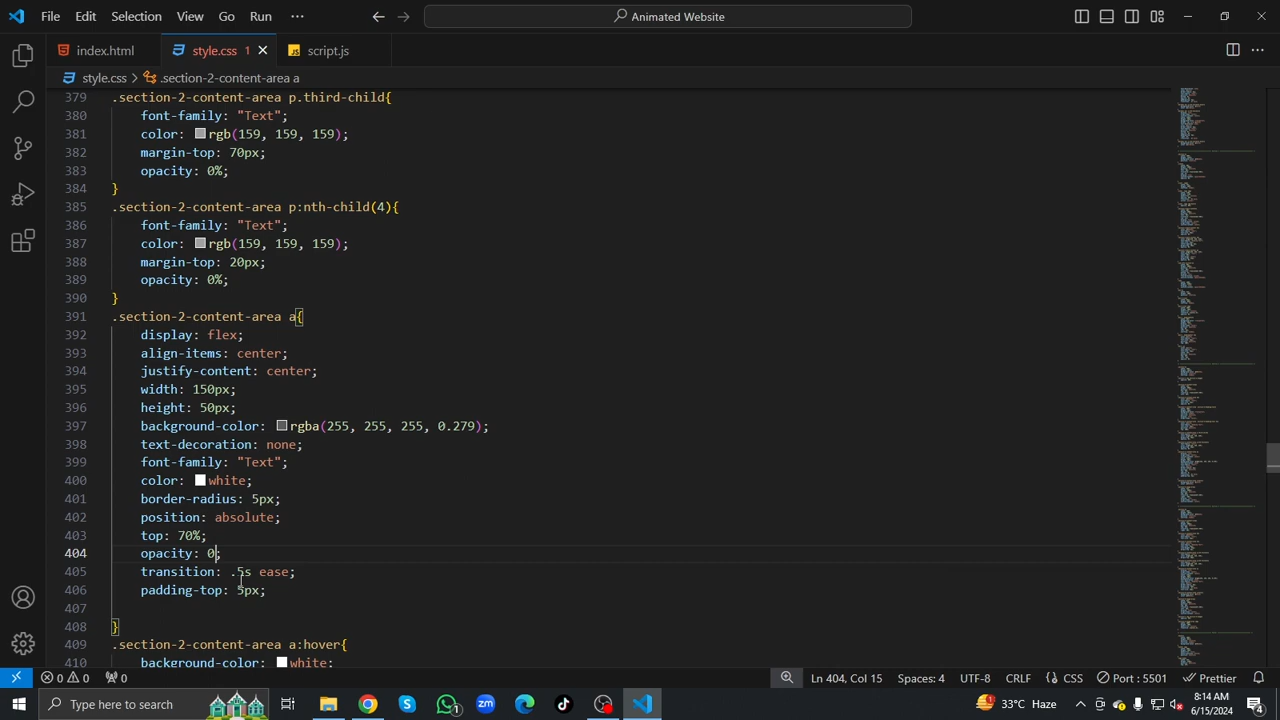 File Edit Selection View Go Run ··· Animated Website
index.html style.css 1 script.js
style.css > .section-2-content-area a
379 .section-2-content-area p.third-child{
380 font-family: "Text";
381 color: rgb(159, 159, 159);
382 margin-top: 70px;
383 opacity: 0%;
384 }
385 .section-2-content-area p:nth-child(4){
386 font-family: "Text";
387 color: rgb(159, 159, 159);
388 margin-top: 20px;
389 opacity: 0%;
390 }
391 .section-2-content-area a{
392 display: flex;
393 align-items: center;
394 justify-content: center;
395 width: 150px;
396 height: 50px;
397 background-color: rgba(255, 255, 255, 0.279);
398 text-decoration: none;
399 font-family: "Text";
400 color: white;
401 border-radius: 5px;
402 position: absolute;
403 top: 70%;
404 opacity: 0;
405 transition: .5s ease;
406 padding-top: 5px;
407
408 }
409 .section-2-content-area a:hover{
410 background-color: white;
0 0 0 Ln 404, Col 15 Spaces: 4 UTF-8 CRLF {} CSS Port : 5501 Prettier
Type here to search 1 33°C Haze 8:14 AM
6/15/2024